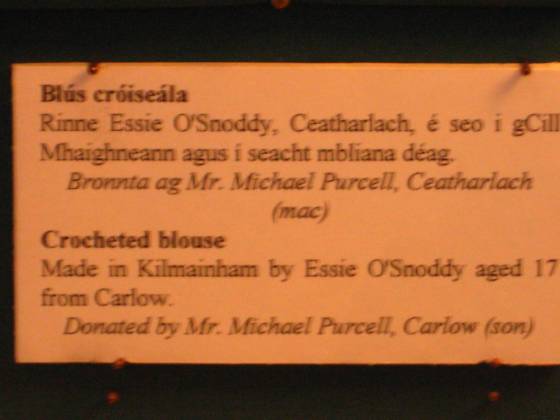 Blús cróiseála
Rinne Essie O'Snoddy, Ceatharlach, é seo i gCill
Mhaighneann agus í seacht mbliana déag.
Bronnta ag Mr. Michael Purcell, Ceatharlach
(mac)
Crocheted blouse
Made in Kilmainham by Essie O'Snoddy aged 17
from Carlow.
Donated by Mr. Michael Purcell, Carlow (son)